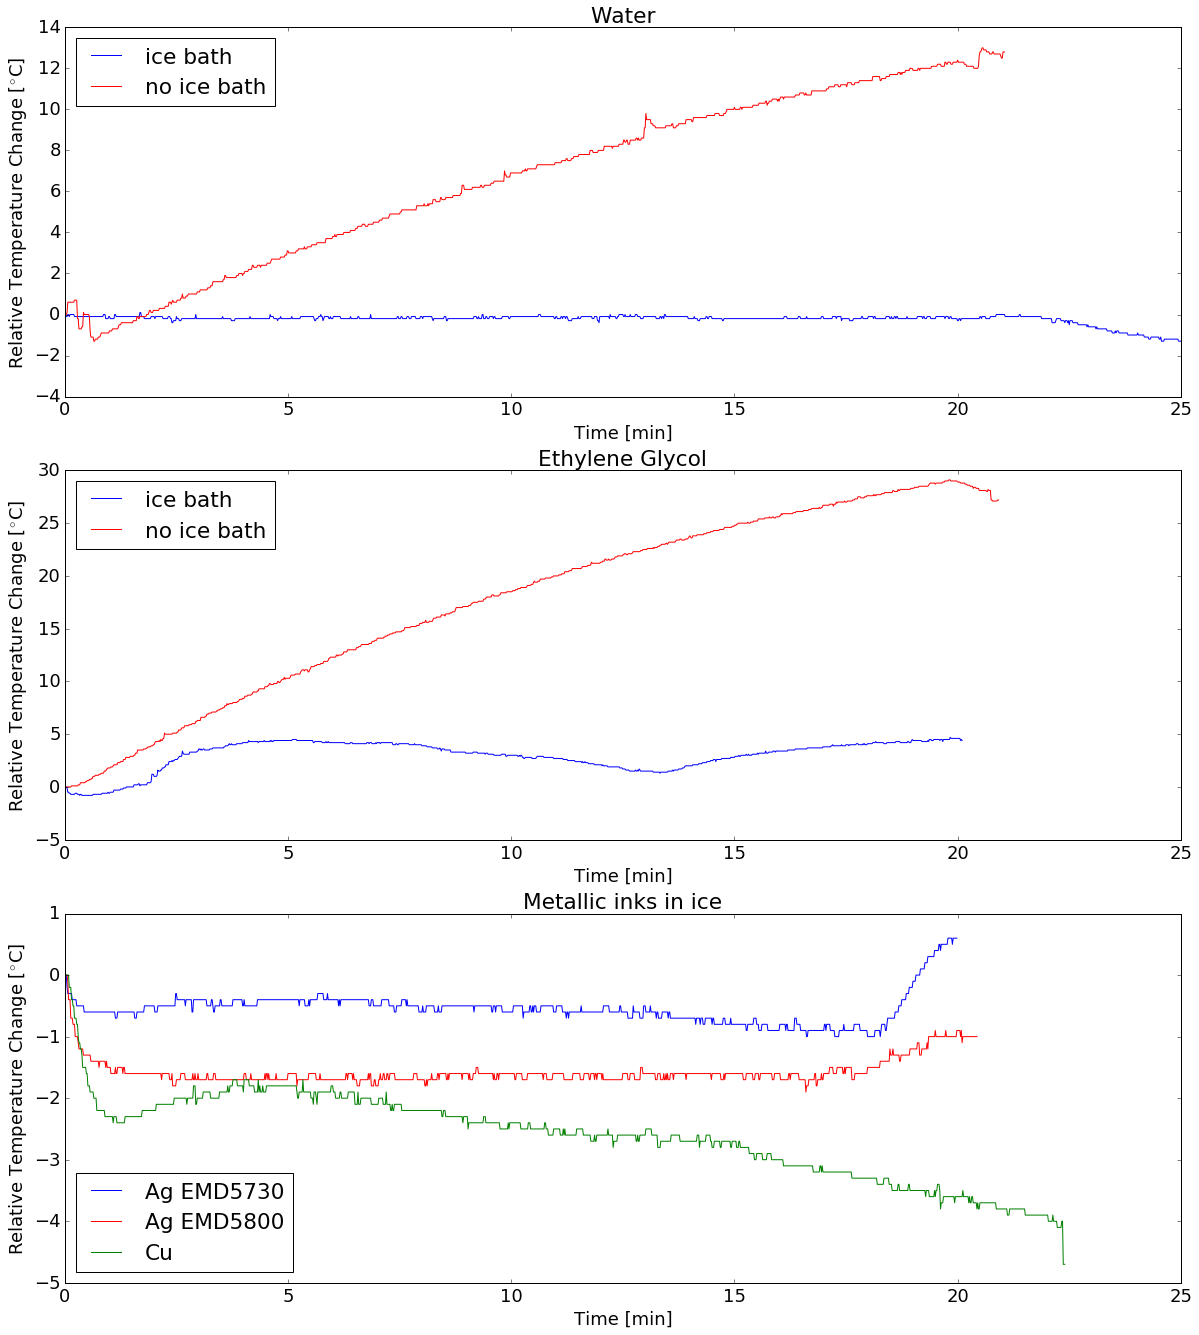 Water
14
12
10
8
6
4
2
0
−2
−4
Relative Temperature Change [°C]
ice bath
no ice bath
0 5 10 15 20 25
Time [min]
Ethylene Glycol
30
25
20
15
10
5
0
−5
Relative Temperature Change [°C]
ice bath
no ice bath
0 5 10 15 20 25
Time [min]
Metallic inks in ice
1
0
−1
−2
−3
−4
−5
Relative Temperature Change [°C]
Ag EMD5730
Ag EMD5800
Cu
0 5 10 15 20 25
Time [min]